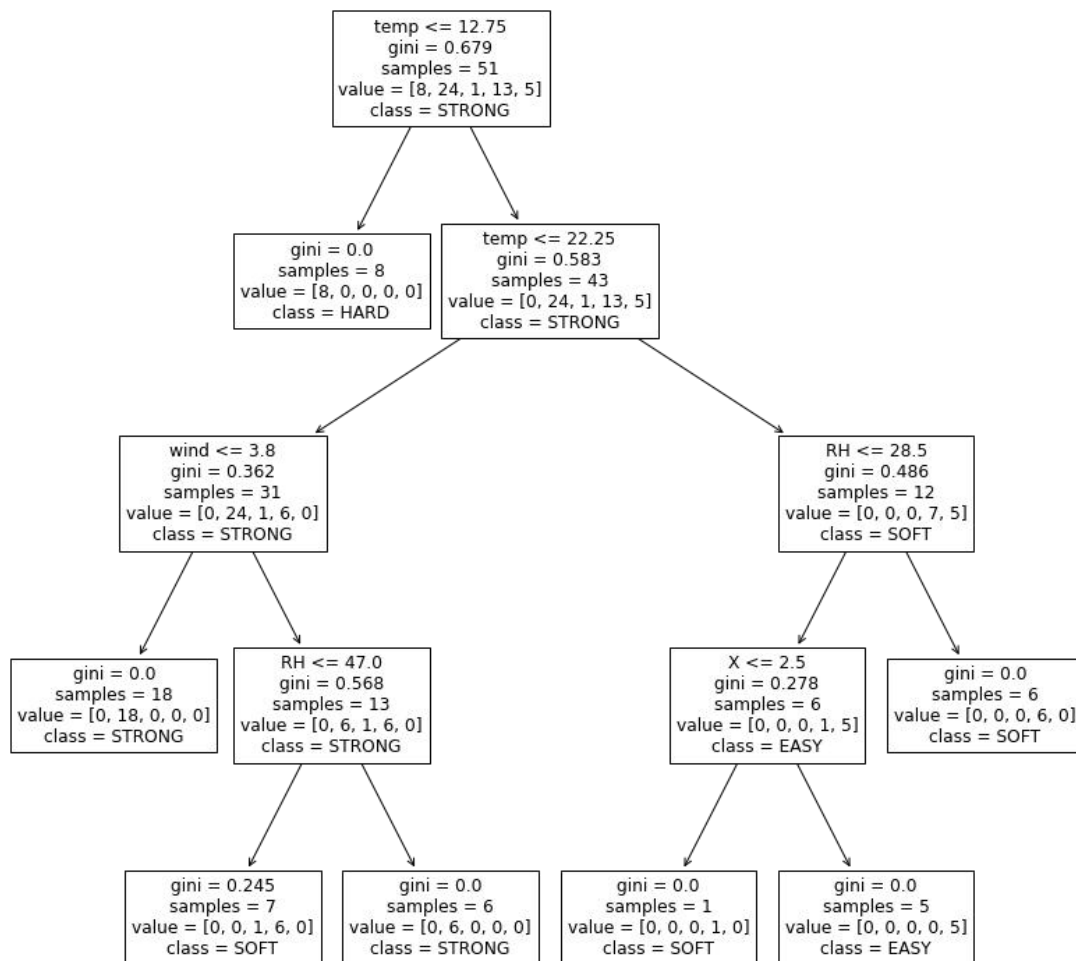 temp <= 12.75
gini = 0.679
samples = 51
value = [8, 24, 1, 13, 5]
class = STRONG
gini = 0.0
samples = 8
value = [8, 0, 0, 0, 0]
class = HARD
temp <= 22.25
gini = 0.583
samples = 43
value = [0, 24, 1, 13, 5]
class = STRONG
wind <= 3.8
gini = 0.362
samples = 31
value = [0, 24, 1, 6, 0]
class = STRONG
RH <= 28.5
gini = 0.486
samples = 12
value = [0, 0, 0, 7, 5]
class = SOFT
gini = 0.0
samples = 18
value = [0, 18, 0, 0, 0]
class = STRONG
RH <= 47.0
gini = 0.568
samples = 13
value = [0, 6, 1, 6, 0]
class = STRONG
X <= 2.5
gini = 0.278
samples = 6
value = [0, 0, 0, 1, 5]
class = EASY
gini = 0.0
samples = 6
value = [0, 0, 0, 6, 0]
class = SOFT
gini = 0.245
samples = 7
value = [0, 0, 1, 6, 0]
class = SOFT
gini = 0.0
samples = 6
value = [0, 6, 0, 0, 0]
class = STRONG
gini = 0.0
samples = 1
value = [0, 0, 0, 1, 0]
class = SOFT
gini = 0.0
samples = 5
value = [0, 0, 0, 0, 5]
class = EASY